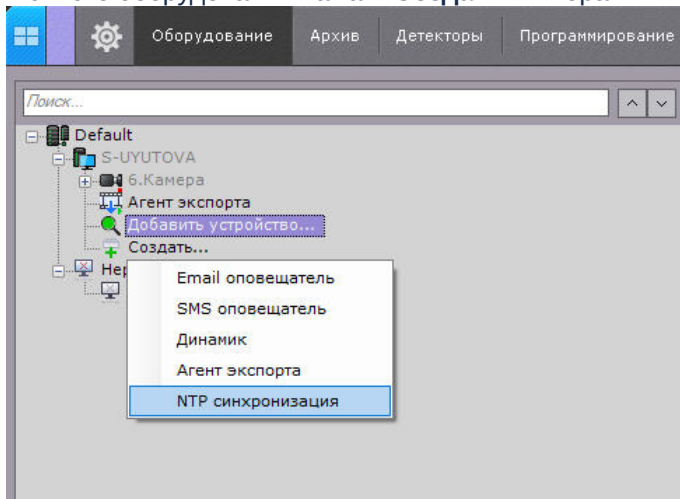 Оборудование Архив Детекторы Программирование
Поиск...
Default
S-UYUTOVA
6.Камера
Агент экспорта
Добавить устройство...
Создать...
Email оповещатель
SMS оповещатель
Динамик
Агент экспорта
NTP синхронизация